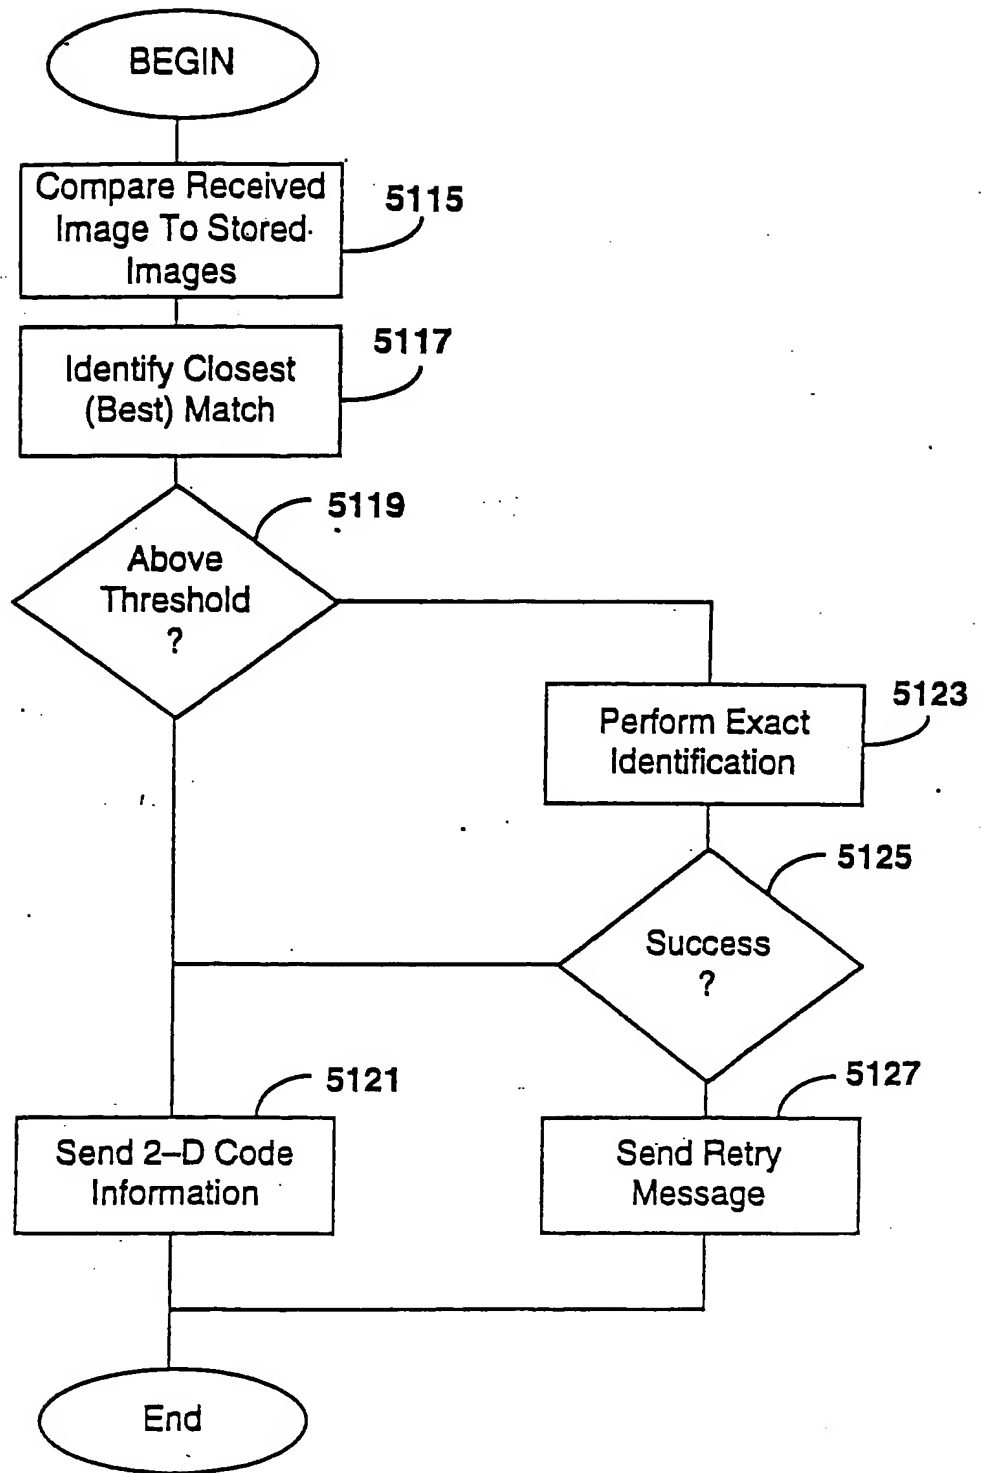 BEGIN
Compare Received
Image To Stored
Images
5115
Identify Closest
(Best) Match
5117
Above
Threshold
?
5119
Perform Exact
Identification
5123
Success
?
5125
Send 2–D Code
Information
5121
Send Retry
Message
5127
End